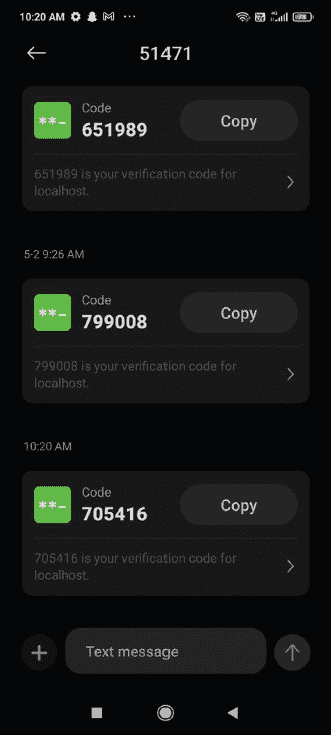 10:20 AM
51471
Code
651989
Copy
651989 is your verification code for
localhost.
5-2 9:26 AM
Code
799008
Copy
799008 is your verification code for
localhost.
10:20 AM
Code
705416
Copy
705416 is your verification code for
localhost.
Text message